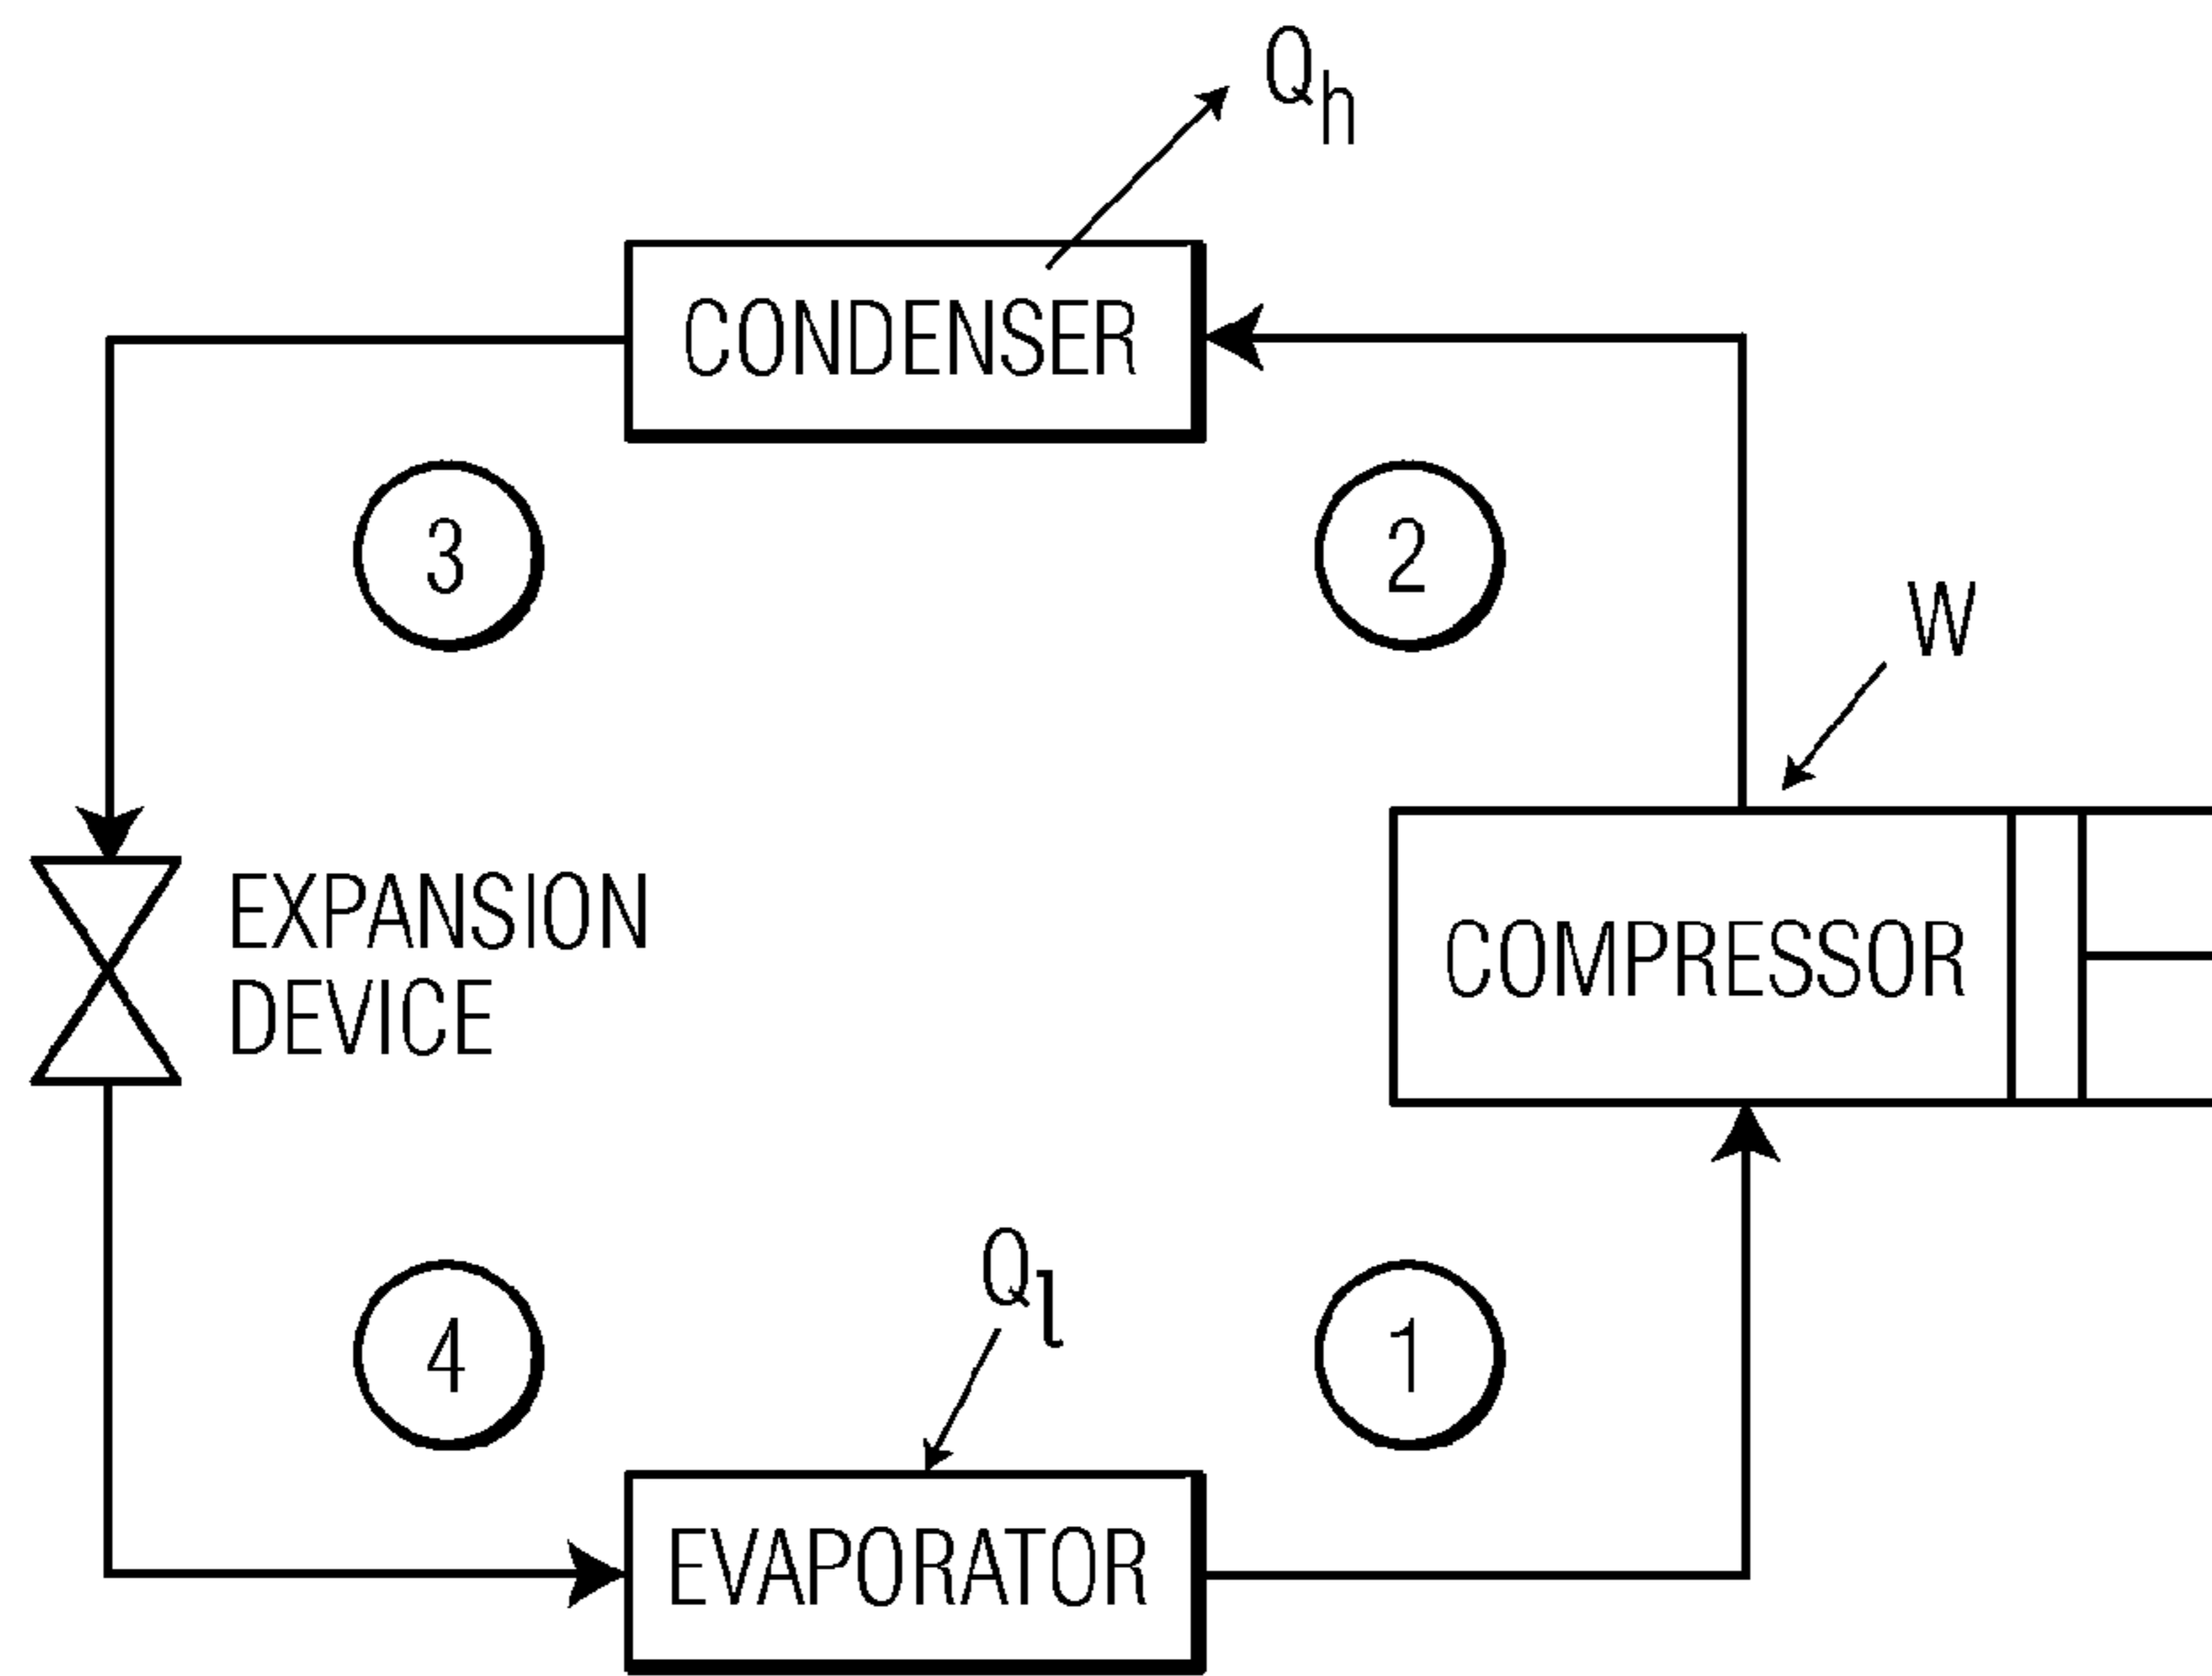 Qh
CONDENSER
3
2
W
EXPANSION
DEVICE
COMPRESSOR
Ql
4
1
EVAPORATOR